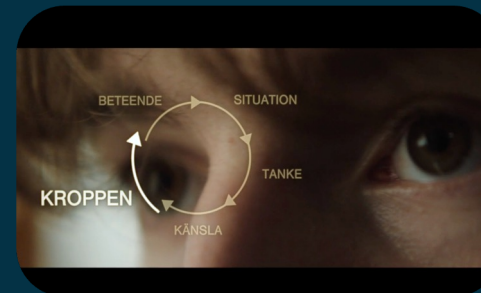 BETEENDE
SITUATION
TANKE
KROPPEN
KÄNSLA